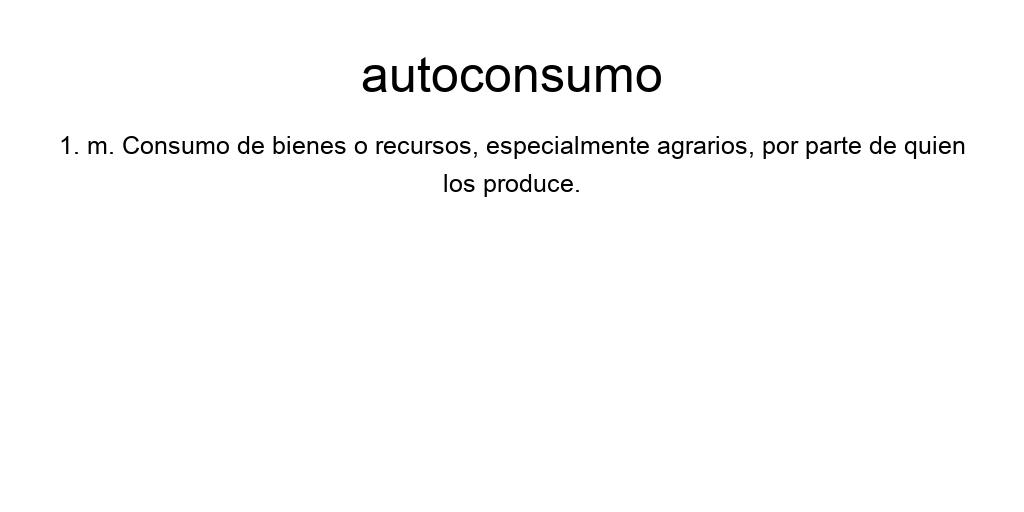 autoconsumo
1. m. Consumo de bienes o recursos, especialmente agrarios, por parte de quien
los produce.